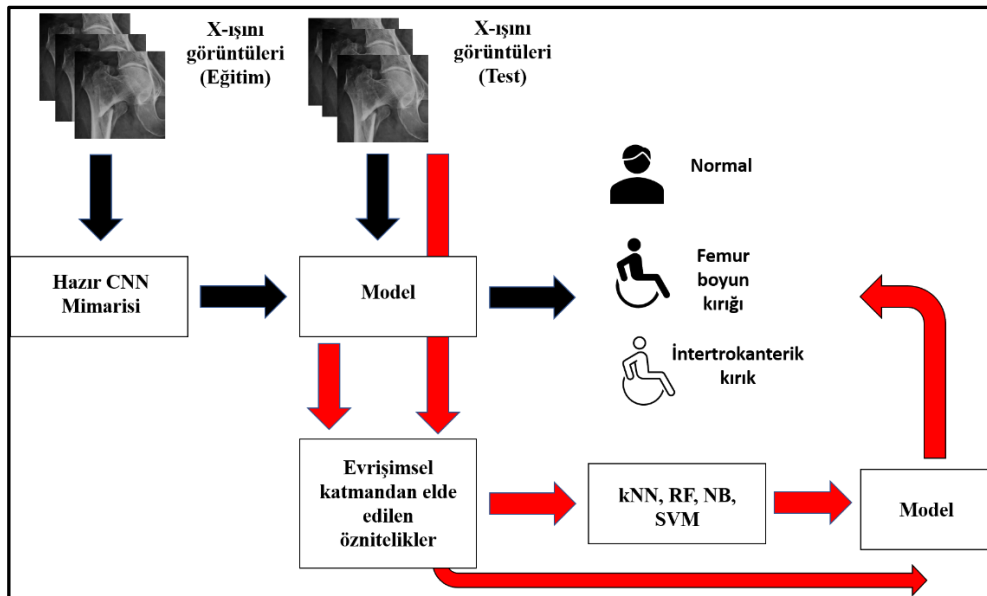 X-ışını
görüntüleri
(Eğitim)
X-ışını
görüntüleri
(Test)
Normal
Hazır CNN
Mimarisi
Model
Femur
boyun
kırığı
İntertrokanterik
kırık
Evrişimsel
katmandan elde
edilen
öznitelikler
kNN, RF, NB,
SVM
Model